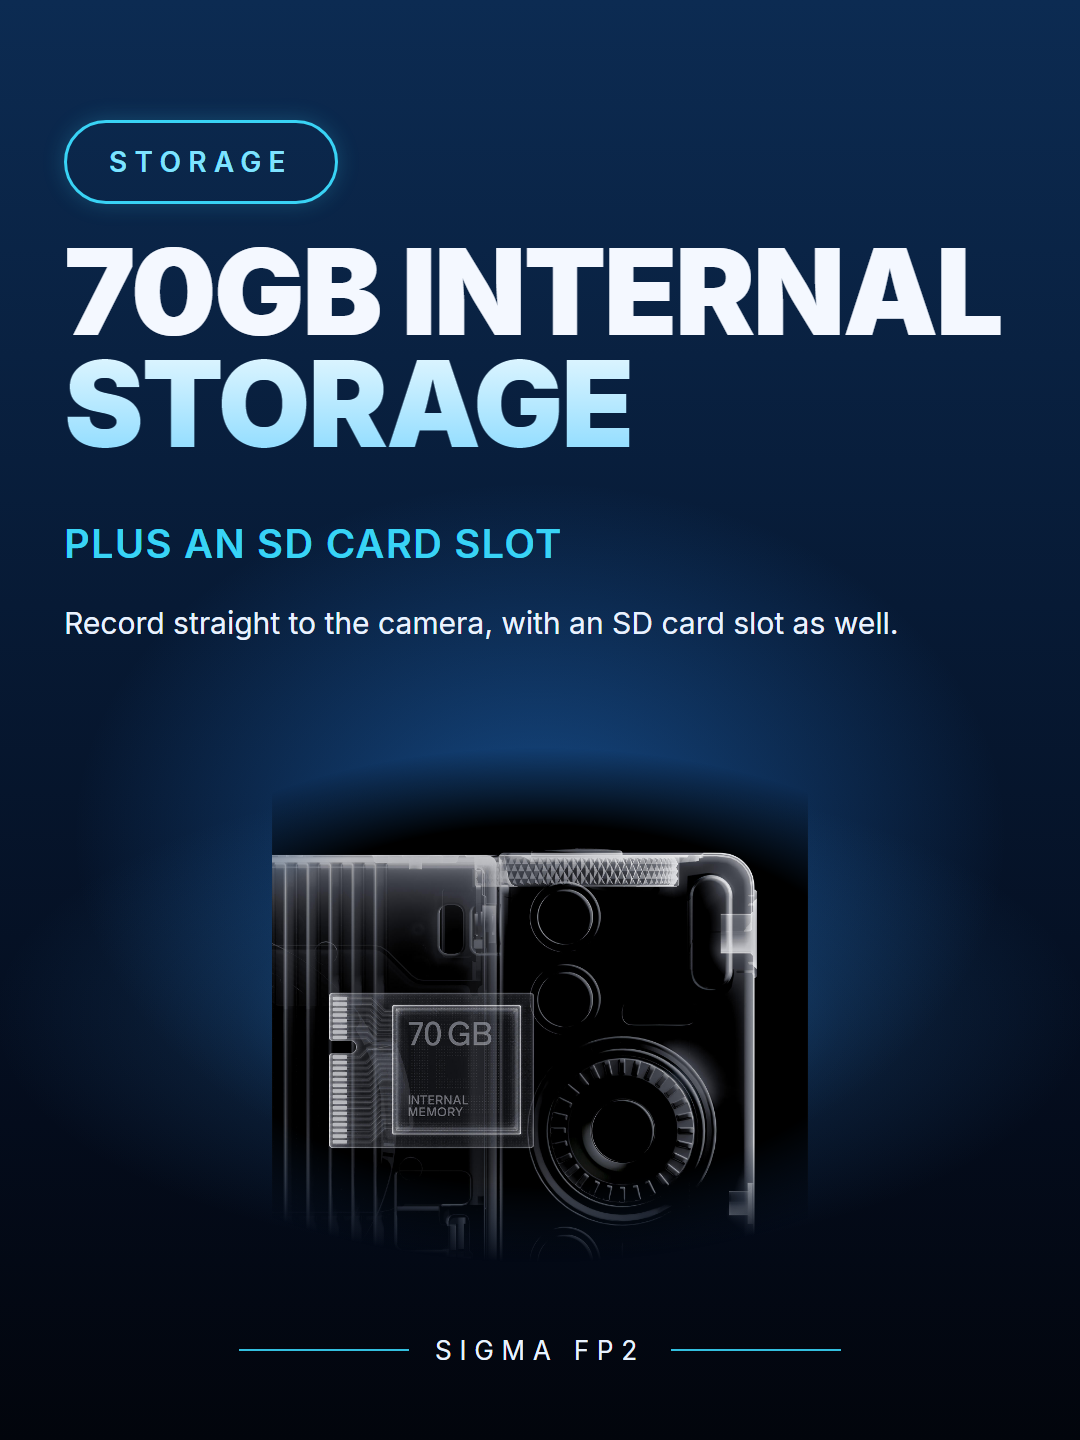 STORAGE
70GB INTERNAL
STORAGE
PLUS AN SD CARD SLOT
Record straight to the camera, with an SD card slot as well.
70 GB
INTERNAL
MEMORY
SIGMA FP2